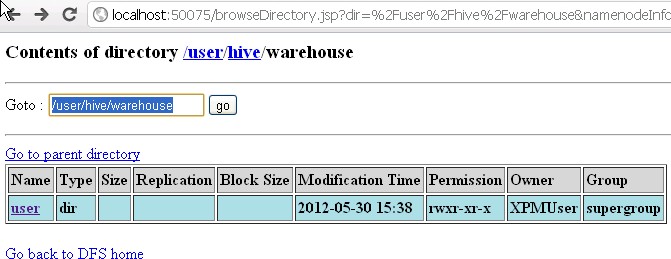 localhost:50075/browseDirectory.jsp?dir=%2Fuser%2Fhive%2Fwarehouse&namenodeInfo
Contents of directory /user/hive/warehouse
Goto : /user/hive/warehouse go
Go to parent directory
Name Type Size Replication Block Size Modification Time Permission Owner Group
user dir 2012-05-30 15:38 rwxr-xr-x XPMUser supergroup
Go back to DFS home